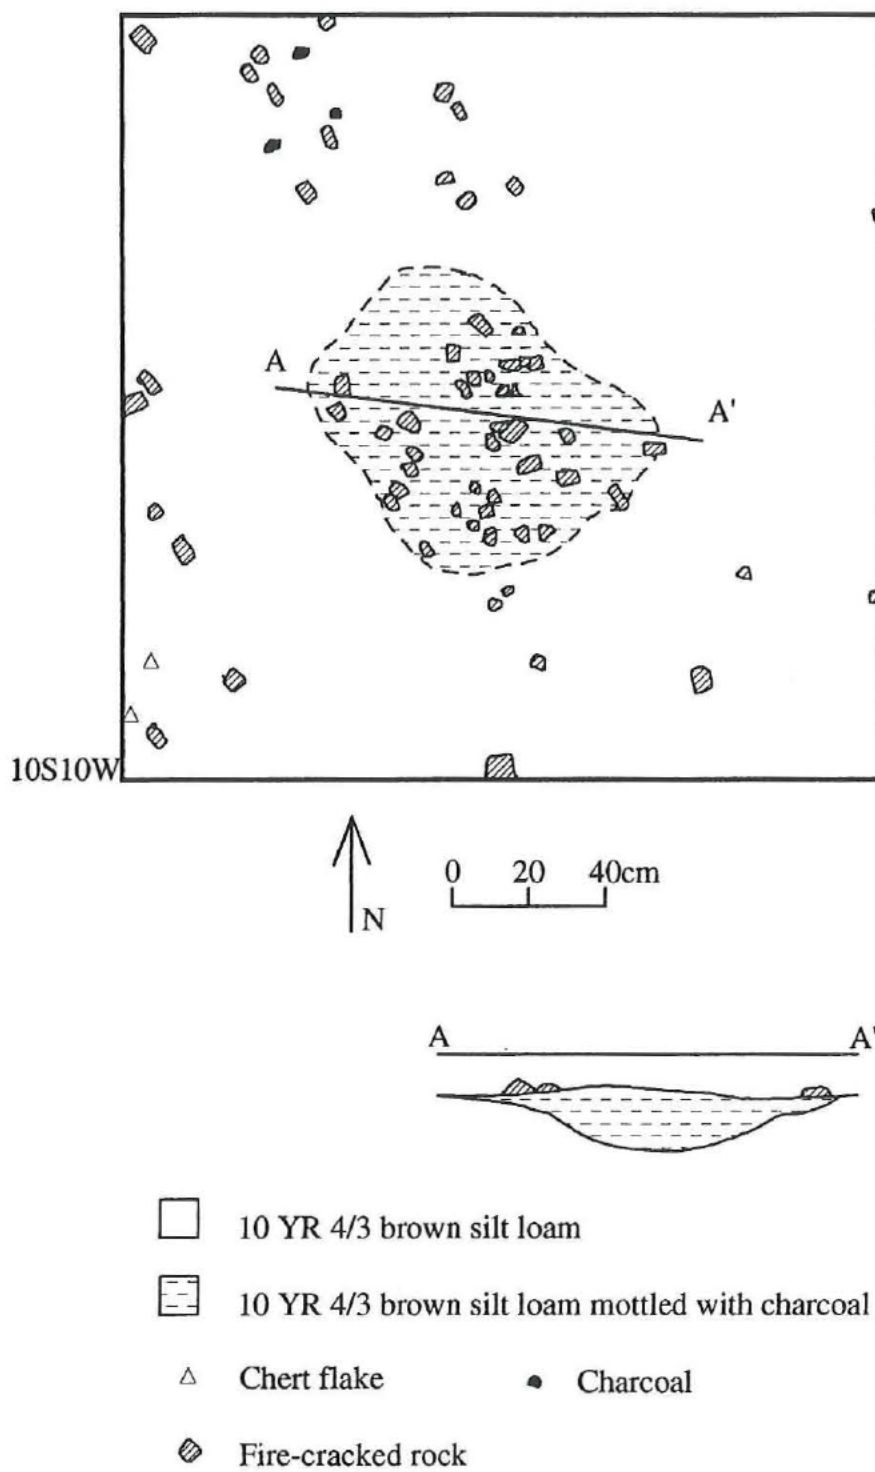 A
A'
10S10W
N
0 20 40cm
A A'
10 YR 4/3 brown silt loam
10 YR 4/3 brown silt loam mottled with charcoal
Chert flake
Charcoal
Fire-cracked rock